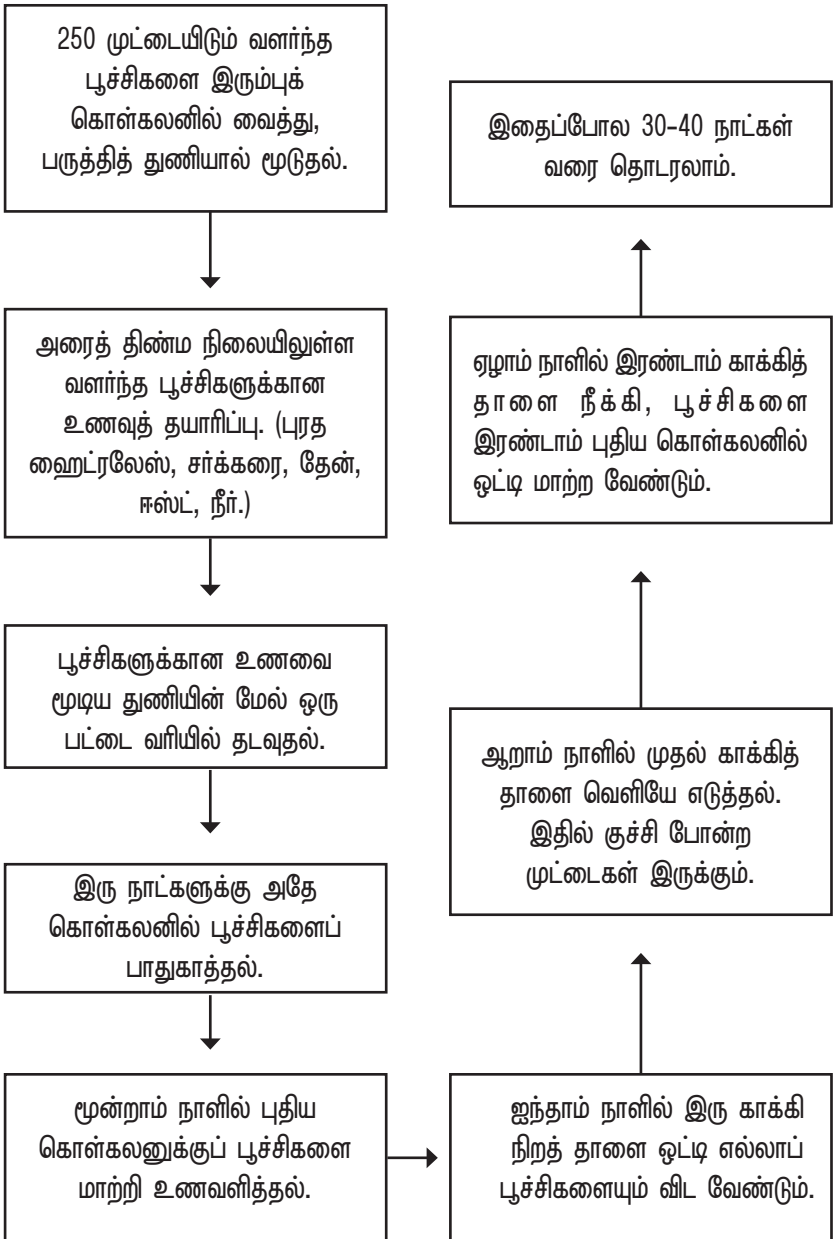 250 முட்டையிடும் வளர்ந்த
பூச்சிகளை இரும்புக்
கொள்கலனில் வைத்து,
பருத்தித் துணியால் மூடுதல்.
அரைத் திண்ம நிலையிலுள்ள
வளர்ந்த பூச்சிகளுக்கான
உணவுத் தயாரிப்பு. (புரத
ஹைட்ரலேஸ், சர்க்கரை, தேன்,
ஈஸ்ட், நீர்.)
பூச்சிகளுக்கான உணவை
மூடிய துணியின் மேல் ஒரு
பட்டை வரியில் தடவுதல்.
இரு நாட்களுக்கு அதே
கொள்கலனில் பூச்சிகளைப்
பாதுகாத்தல்.
மூன்றாம் நாளில் புதிய
கொள்கலனுக்குப் பூச்சிகளை
மாற்றி உணவளித்தல்.
ஐந்தாம் நாளில் இரு காக்கி
நிறத் தாளை ஒட்டி எல்லாப்
பூச்சிகளையும் விட வேண்டும்.
ஆறாம் நாளில் முதல் காக்கித்
தாளை வெளியே எடுத்தல்.
இதில் குச்சி போன்ற
முட்டைகள் இருக்கும்.
ஏழாம் நாளில் இரண்டாம் காக்கித்
தாளை நீக்கி, பூச்சிகளை
இரண்டாம் புதிய கொள்கலனில்
ஒட்டி மாற்ற வேண்டும்.
இதைப்போல 30-40 நாட்கள்
வரை தொடரலாம்.